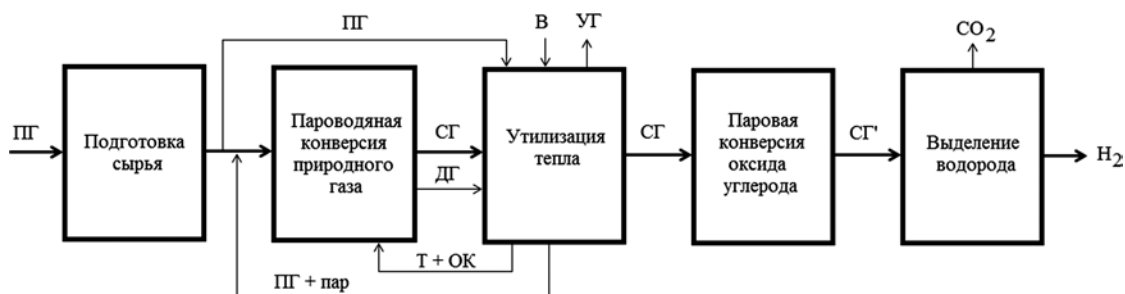 ПГ
В
УГ
CO2
ПГ
Подготовка
сырья
Пароводяная
конверсия
природного
газа
СГ
ДГ
Утилизация
тепла
СГ
Паровая
конверсия
оксида
углерода
СГ'
Выделение
водорода
H2
Т + ОК
ПГ + пар